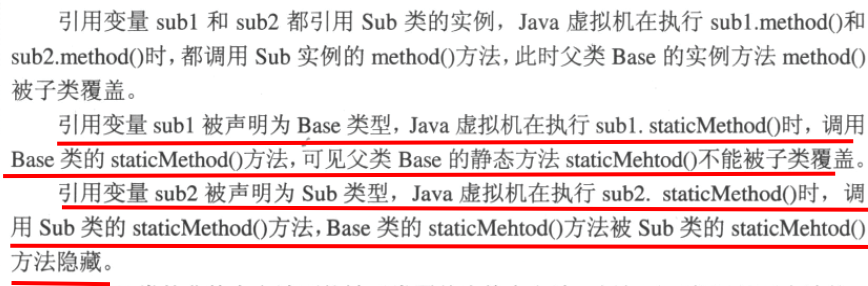 引用变量 sub1 和 sub2 都引用 Sub 类的实例，Java 虚拟机在执行 sub1.method()和
sub2.method()时，都调用 Sub 实例的 method()方法，此时父类 Base 的实例方法 method()
被子类覆盖。
引用变量 sub1 被声明为 Base 类型，Java 虚拟机在执行 sub1. staticMethod()时，调用
Base 类的 staticMethod()方法，可见父类 Base 的静态方法 staticMehtod()不能被子类覆盖。
引用变量 sub2 被声明为 Sub 类型，Java 虚拟机在执行 sub2. staticMethod()时，调
用 Sub 类的 staticMethod()方法，Base 类的 staticMehtod()方法被 Sub 类的 staticMehtod()
方法隐藏。